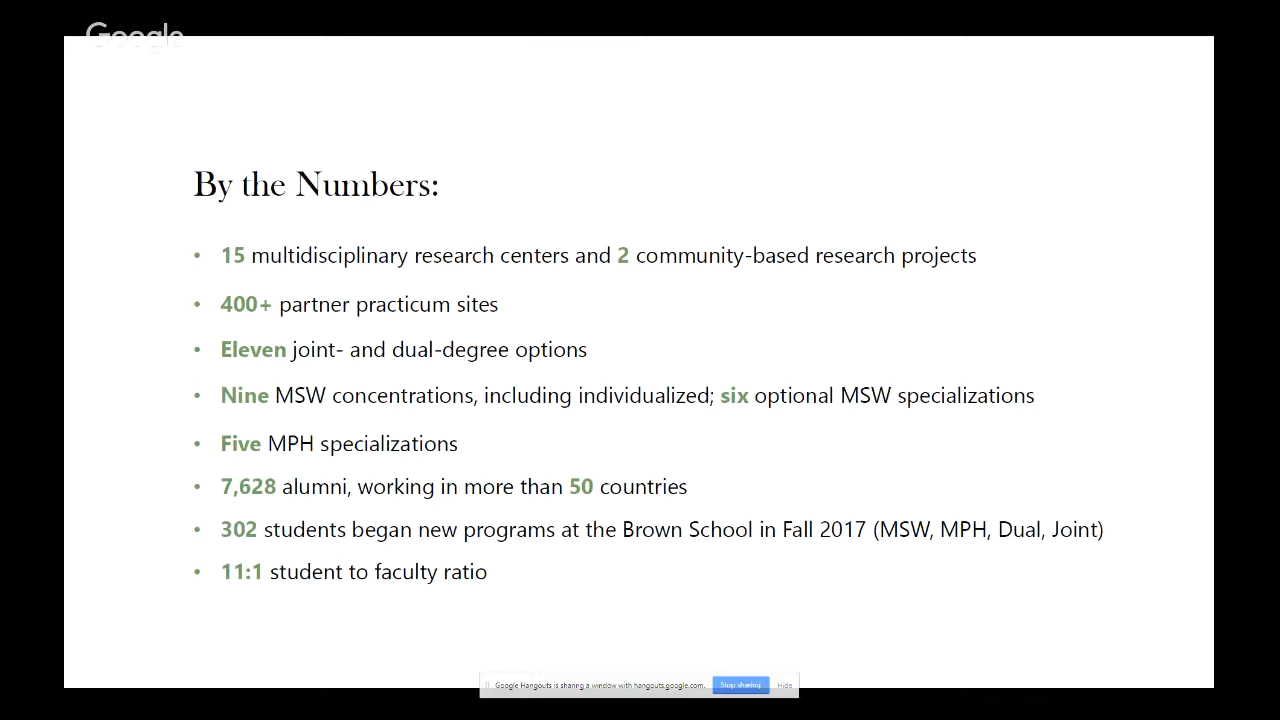 Google
By the Numbers:
• 15 multidisciplinary research centers and 2 community-based research projects
• 400+ partner practicum sites
• Eleven joint- and dual-degree options
• Nine MSW concentrations, including individualized; six optional MSW specializations
• Five MPH specializations
• 7,628 alumni, working in more than 50 countries
• 302 students began new programs at the Brown School in Fall 2017 (MSW, MPH, Dual, Joint)
• 11:1 student to faculty ratio
Google Hangouts is sharing a window with hangouts.google.com. Stop sharing Hide